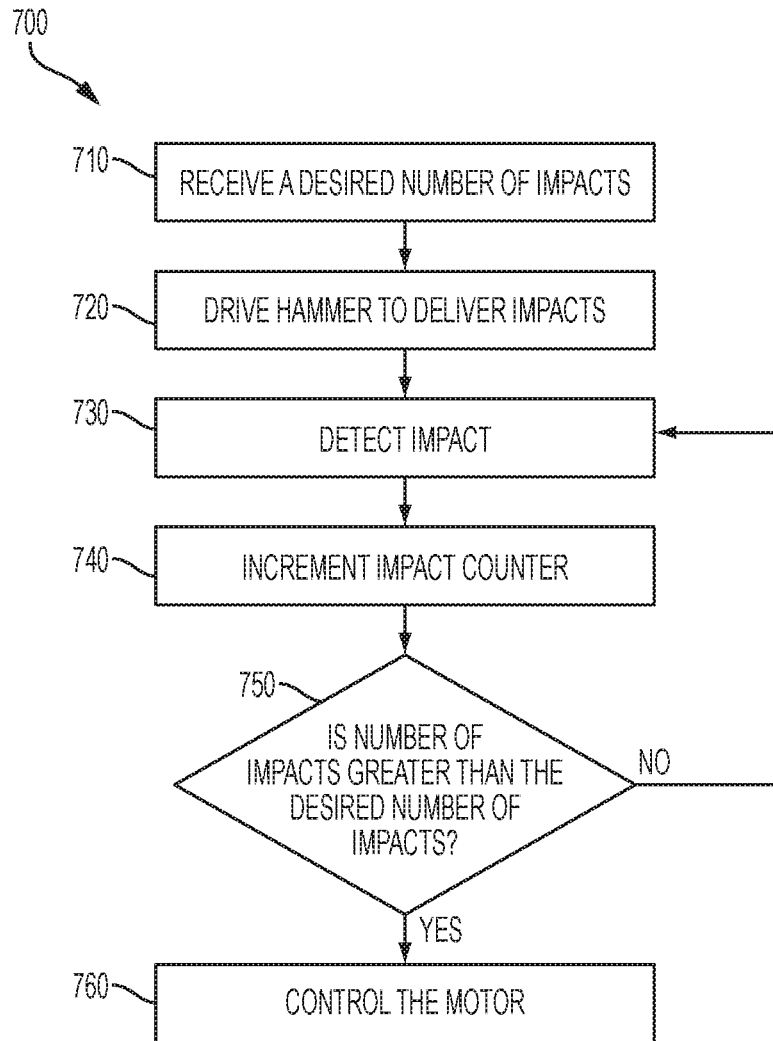 700
710
RECEIVE A DESIRED NUMBER OF IMPACTS
720
DRIVE HAMMER TO DELIVER IMPACTS
730
DETECT IMPACT
740
INCREMENT IMPACT COUNTER
750
IS NUMBER OF
IMPACTS GREATER THAN THE
DESIRED NUMBER OF
IMPACTS?
NO
YES
760
CONTROL THE MOTOR